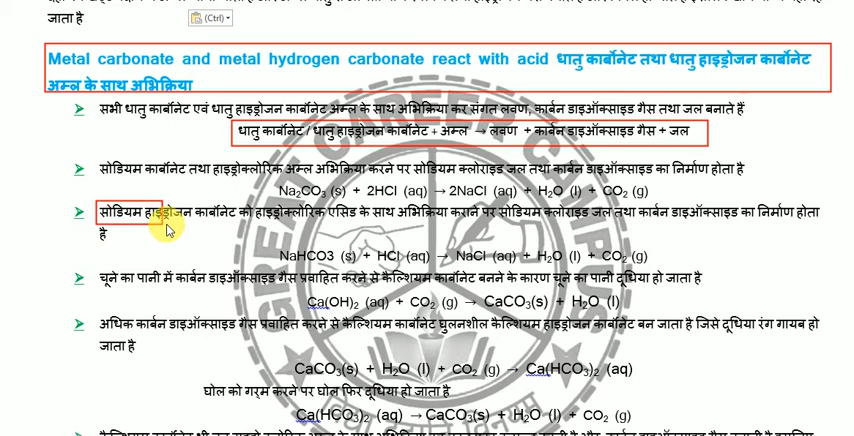 जाता है
(Ctrl)
Metal carbonate and metal hydrogen carbonate react with acid धातु कार्बोनेट तथा धातु हाइड्रोजन कार्बोनेट
अम्ल के साथ अभिक्रिया
सभी धातु कार्बोनेट एवं धातु हाइड्रोजन कार्बोनेट अम्ल के साथ अभिक्रिया कर संगत लवण, कार्बन डाइऑक्साइड गैस तथा जल बनाते हैं
धातु कार्बोनेट / धातु हाइड्रोजन कार्बोनेट + अम्ल → लवण + कार्बन डाइऑक्साइड गैस + जल
सोडियम कार्बोनेट तथा हाइड्रोक्लोरिक अम्ल अभिक्रिया करने पर सोडियम क्लोराइड जल तथा कार्बन डाइऑक्साइड का निर्माण होता है
Na₂CO₃ (s) + 2HCl (aq) → 2NaCl (aq) + H₂O (l) + CO₂ (g)
सोडियम हाइड्रोजन कार्बोनेट को हाइड्रोक्लोरिक एसिड के साथ अभिक्रिया कराने पर सोडियम क्लोराइड जल तथा कार्बन डाइऑक्साइड का निर्माण होता
है
NaHCO3 (s) + HCl (aq) → NaCl (aq) + H₂O (l) + CO₂ (g)
चूने का पानी में कार्बन डाइऑक्साइड गैस प्रवाहित करने से कैल्शियम कार्बोनेट बनने के कारण चूने का पानी दूधिया हो जाता है
Ca(OH)₂ (aq) + CO₂ (g) → CaCO₃(s) + H₂O (l)
अधिक कार्बन डाइऑक्साइड गैस प्रवाहित करने से कैल्शियम कार्बोनेट घुलनशील कैल्शियम हाइड्रोजन कार्बोनेट बन जाता है जिसे दूधिया रंग गायब हो
जाता है
CaCO₃(s) + H₂O (l) + CO₂ (g) → Ca(HCO₃)₂ (aq)
घोल को गर्म करने पर घोल फिर दूधिया हो जाता है
Ca(HCO₃)₂ (aq) → CaCO₃(s) + H₂O (l) + CO₂ (g)
GREAT CAREER CAMPUS